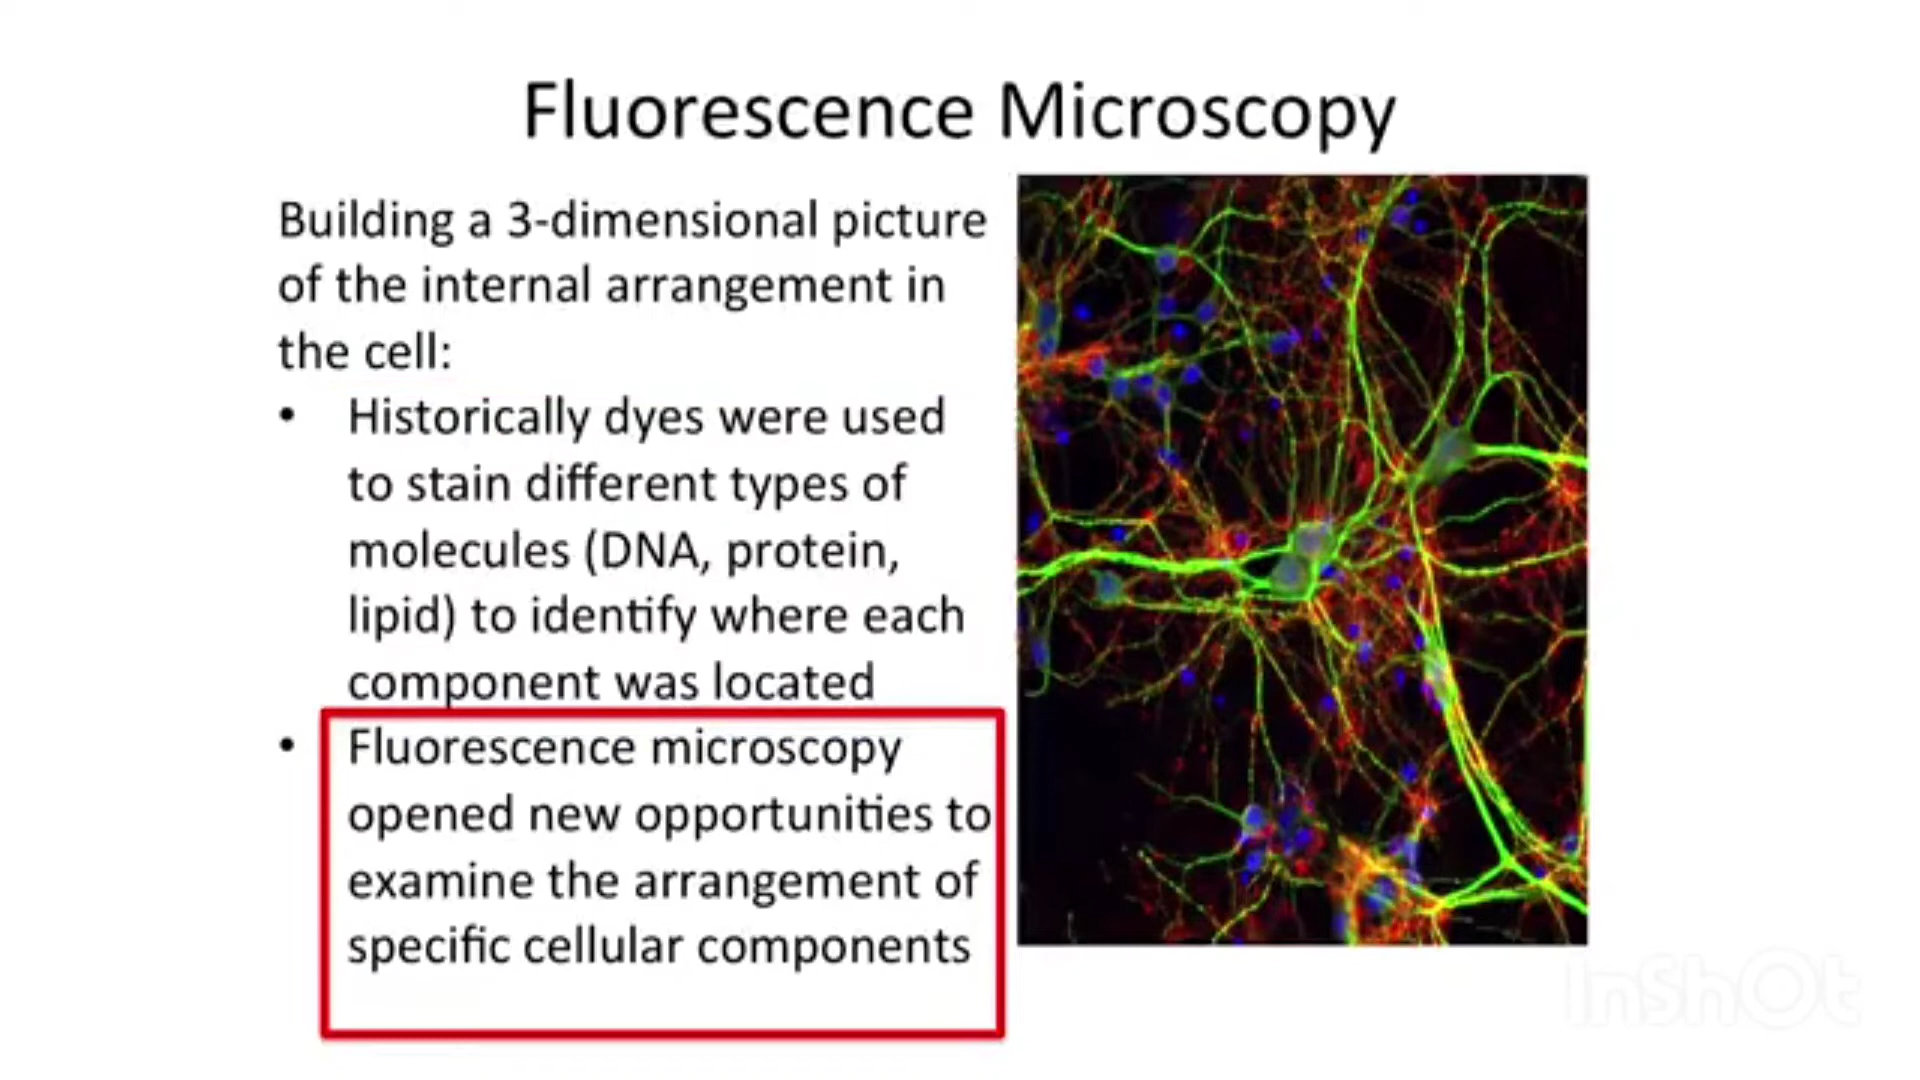 Fluorescence Microscopy
Building a 3-dimensional picture
of the internal arrangement in
the cell:
• Historically dyes were used
to stain different types of
molecules (DNA, protein,
lipid) to identify where each
component was located
• Fluorescence microscopy
opened new opportunities to
examine the arrangement of
specific cellular components
InShOt